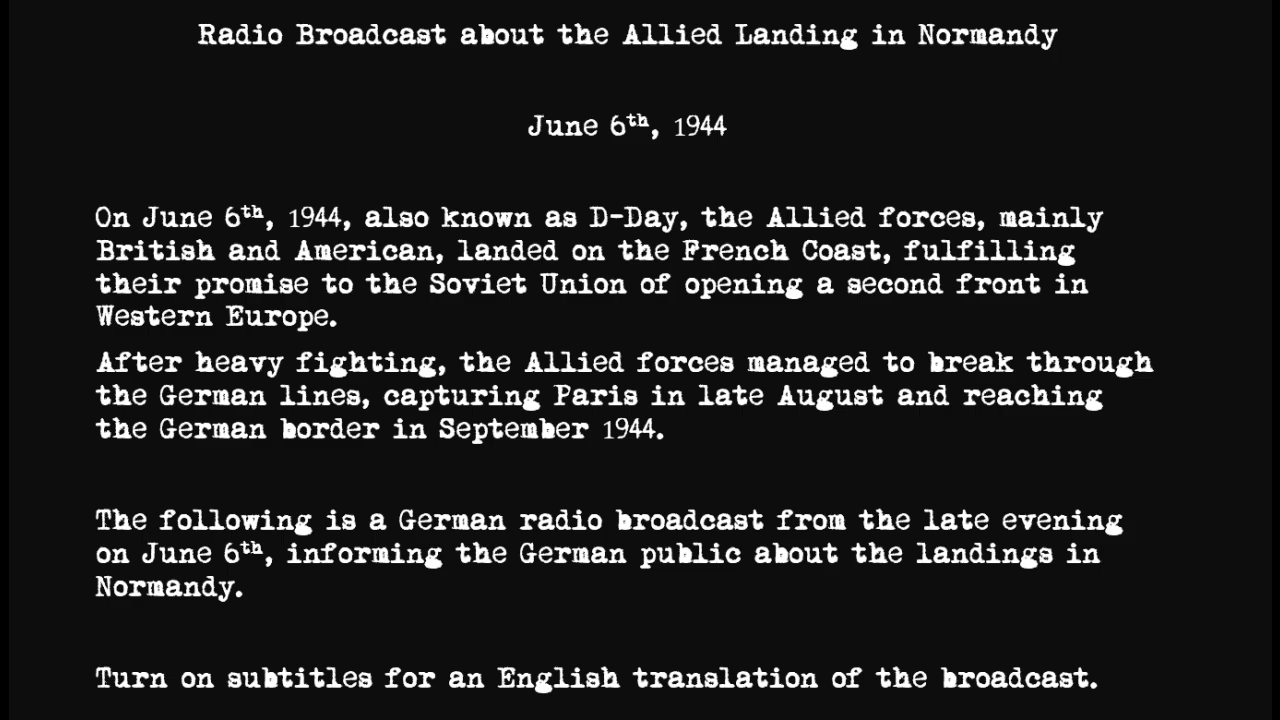 Radio Broadcast about the Allied Landing in Normandy
June 6th, 1944
On June 6th, 1944, also known as D-Day, the Allied forces, mainly
British and American, landed on the French Coast, fulfilling
their promise to the Soviet Union of opening a second front in
Western Europe.
After heavy fighting, the Allied forces managed to break through
the German lines, capturing Paris in late August and reaching
the German border in September 1944.
The following is a German radio broadcast from the late evening
on June 6th, informing the German public about the landings in
Normandy.
Turn on subtitles for an English translation of the broadcast.